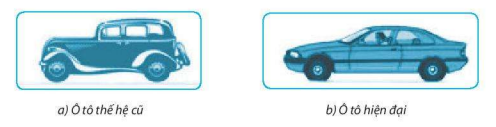 a) Ô tô thế hệ cũ
b) Ô tô hiện đại